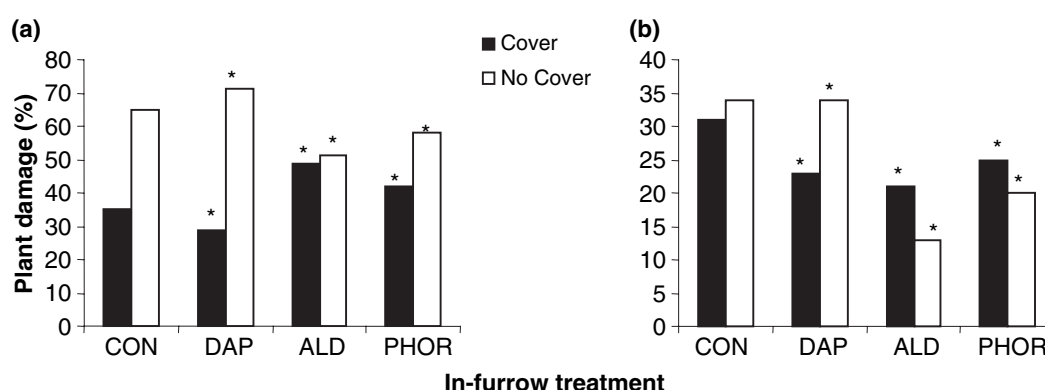 (a)
Cover
No Cover
Plant damage (%)
80
70
60
50
40
30
20
10
0
* * * * * *
CON DAP ALD PHOR
(b)
40
35
30
25
20
15
10
5
0
* * * * * *
CON DAP ALD PHOR
In-furrow treatment